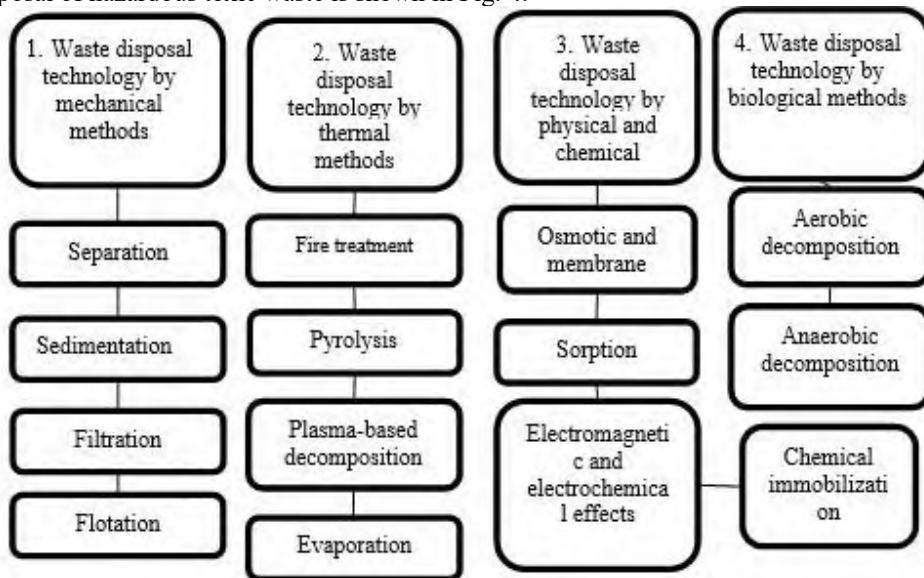 posal of hazardous toxic waste is shown in Fig.
1. Waste disposal
technology by
mechanical
methods
Separation
Sedimentation
Filtration
Flotation
2. Waste
disposal
technology by
thermal
methods
Fire treatment
Pyrolysis
Plasma-based
decomposition
Evaporation
3. Waste
disposal
technology by
physical and
chemical
Osmotic and
membrane
Sorption
Electromagneti
c and
electrochemica
l effects
Chemical
immobilizati
on
4. Waste disposal
technology by
biological methods
Aerobic
decomposition
Anaerobic
decomposition